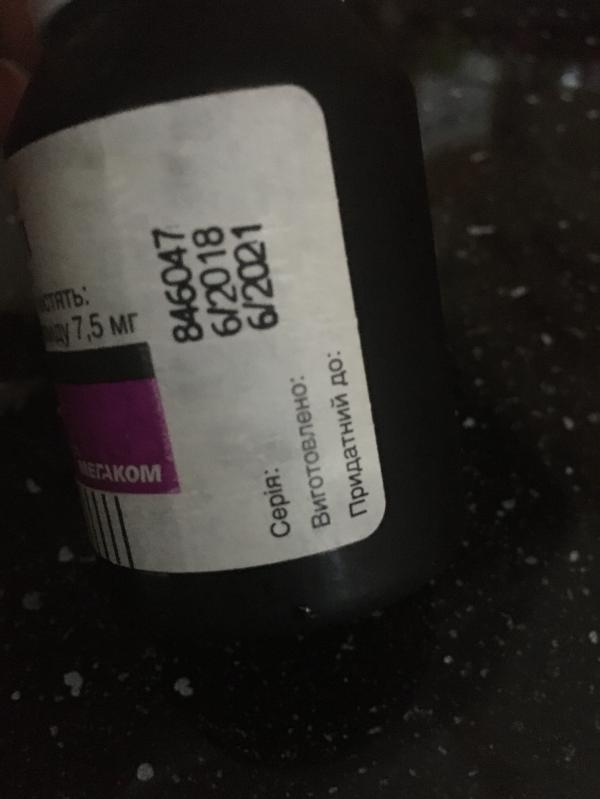 7,5 мг
МЕГАКОМ
Серія: 846047
Виготовлено: 6/2018
Придатний до: 6/2021